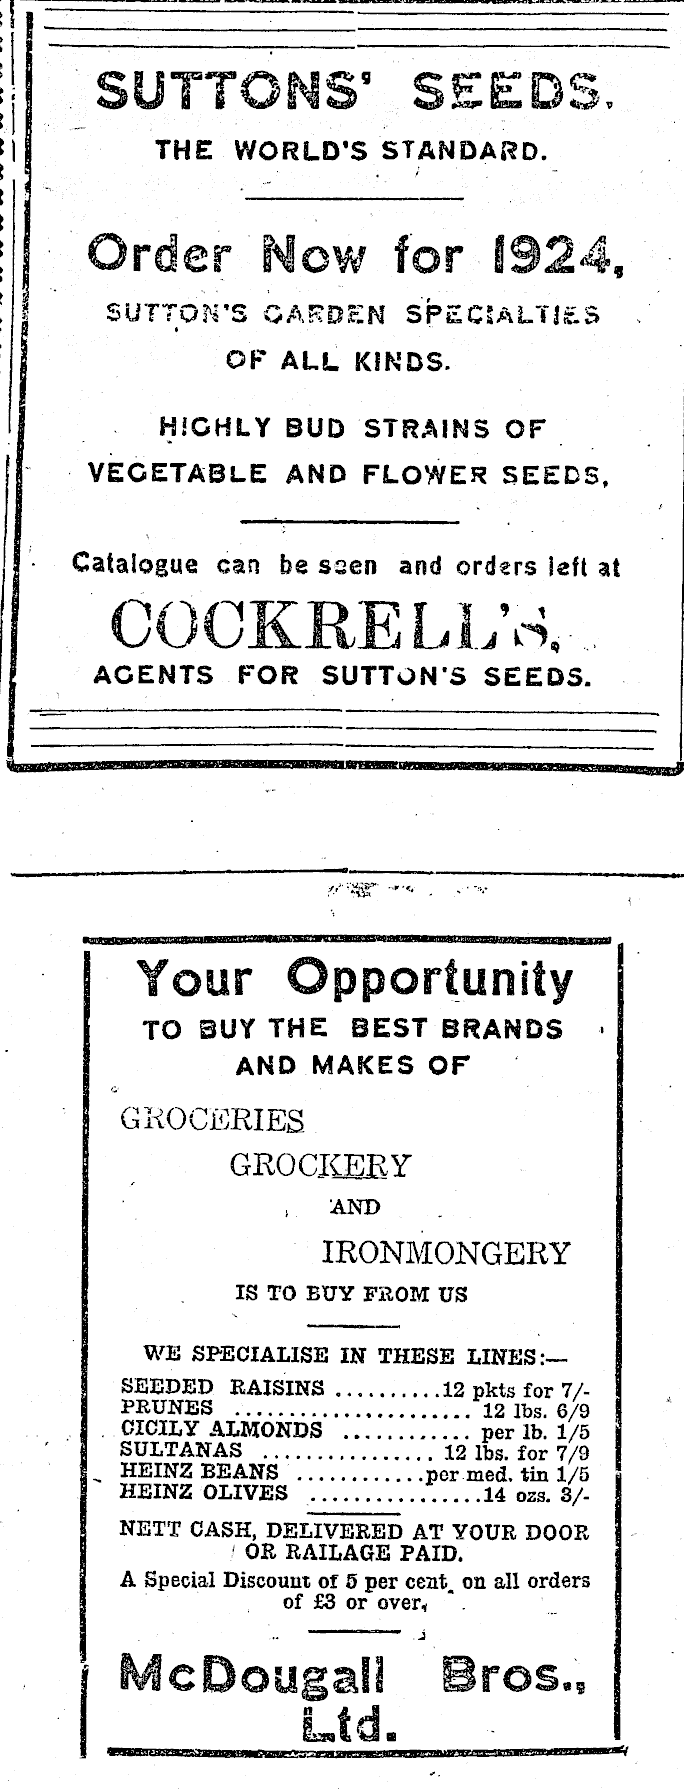 SUTTONS' SEEDS.
THE WORLD'S STANDARD.
Order Now for 1924,
SUTTON'S GARDEN SPECIALTIES
OF ALL KINDS.
HIGHLY BUD STRAINS OF
VEGETABLE AND FLOWER SEEDS,
Catalogue can be seen and orders left at
COCKRELL'S,
AGENTS FOR SUTTON'S SEEDS.
Your Opportunity
TO BUY THE BEST BRANDS
AND MAKES OF
GROCERIES
GROCKERY
AND
IRONMONGERY
IS TO BUY FROM US
WE SPECIALISE IN THESE LINES:—
SEEDED RAISINS ..........12 pkts for 7/-
PRUNES ...................... 12 lbs. 6/9
CICILY ALMONDS ............ per lb. 1/5
SULTANAS ................ 12 lbs. for 7/9
HEINZ BEANS ............per med. tin 1/5
HEINZ OLIVES ................14 ozs. 3/-
NETT CASH, DELIVERED AT YOUR DOOR
OR RAILAGE PAID.
A Special Discount of 5 per cent. on all orders
of £3 or over,
McDougall Bros.,
Ltd.